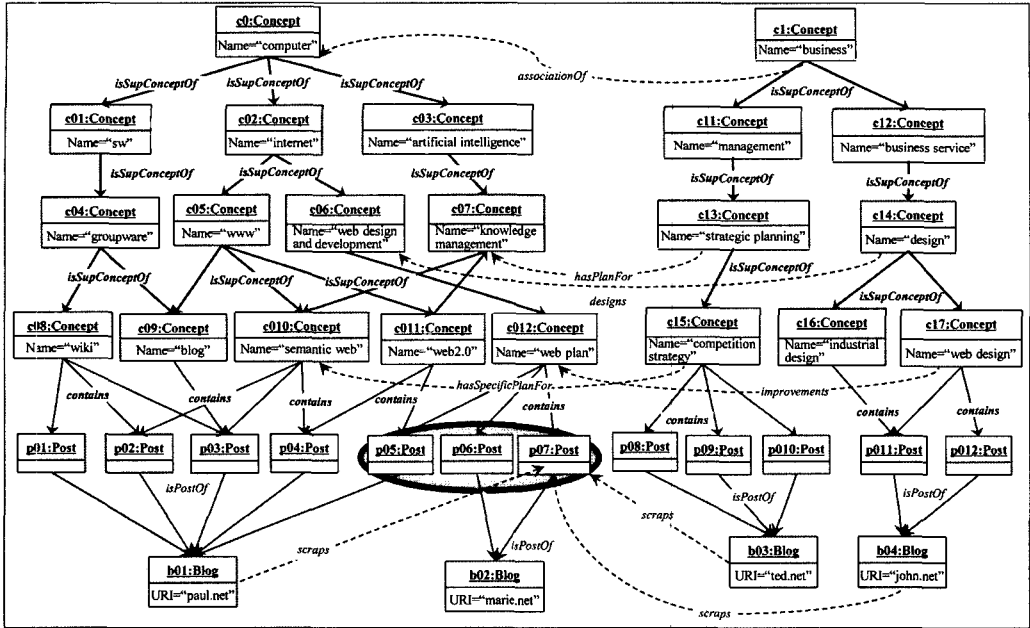 c0:Concept
Name="computer"
c1:Concept
Name="business"
associationOf
isSupConceptOf
isSupConceptOf
isSupConceptOf
isSupConceptOf
c01:Concept
Name="sw"
c02:Concept
Name="internet"
c03:Concept
Name="artificial intelligence"
c11:Concept
Name="management"
c12:Concept
Name="business service"
isSupConceptOf
isSupConceptOf
isSupConceptOf
isSupConceptOf
isSupConceptOf
c04:Concept
Name="groupware"
c05:Concept
Name="www"
c06:Concept
Name="web design
and development"
c07:Concept
Name="knowledge
management"
c13:Concept
Name="strategic planning"
c14:Concept
Name="design"
hasPlanFor
isSupConceptOf
isSupConceptOf
isSupConceptOf
isSupConceptOf
isSupConceptOf
designs
c08:Concept
Name="wiki"
c09:Concept
Name="blog"
c010:Concept
Name="semantic web"
c011:Concept
Name="web2.0"
c012:Concept
Name="web plan"
c15:Concept
Name="competition
strategy"
c16:Concept
Name="industrial
design"
c17:Concept
Name="web design"
hasSpecificPlanFor
improvements
contains
contains
contains
contains
contains
contains
contains
contains
p01:Post
p02:Post
p03:Post
p04:Post
p05:Post
p06:Post
p07:Post
p08:Post
p09:Post
p010:Post
p011:Post
p012:Post
isPostOf
isPostOf
isPostOf
isPostOf
scraps
scraps
scraps
b01:Blog
URI="paul.net"
b02:Blog
URI="marie.net"
b03:Blog
URI="ted.net"
b04:Blog
URI="john.net"